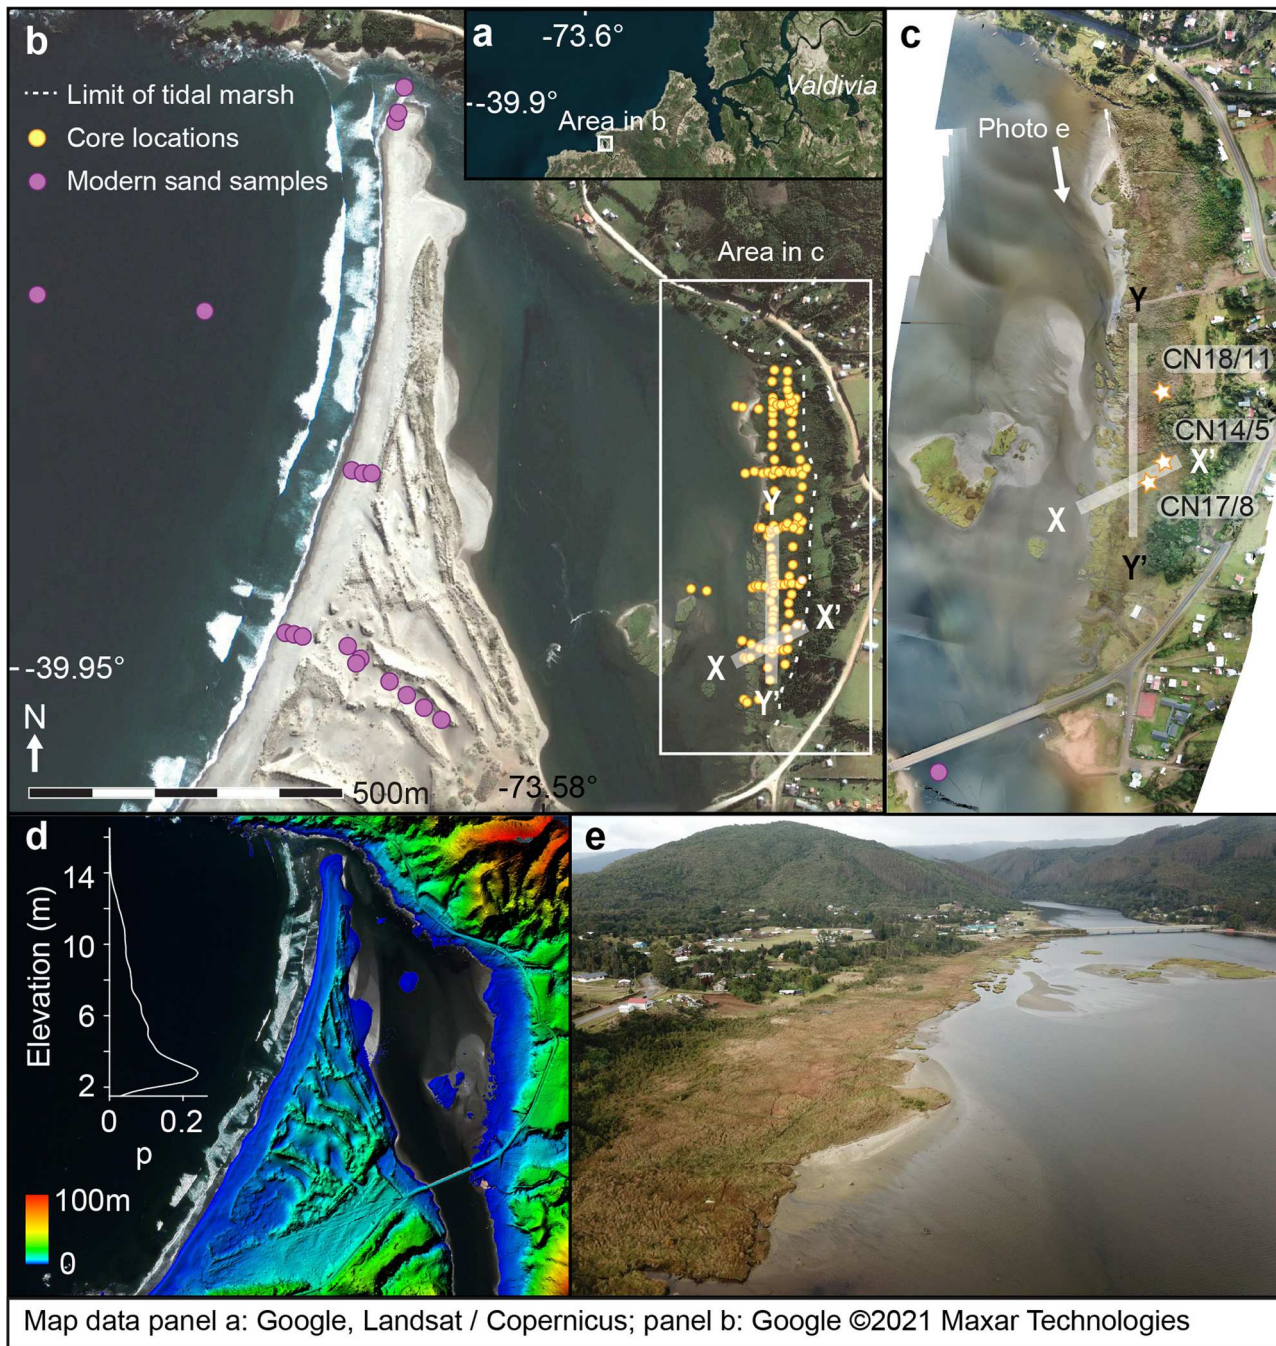 b
Limit of tidal marsh
Core locations
Modern sand samples
a
-73.6°
-39.9°
Valdivia
Area in b
Area in c
Y
X
X'
Y'
-39.95°
N
500m
-73.58°
c
Photo e
Y
CN18/11
CN14/5
X'
CN17/8
X
Y'
d
Elevation (m)
14
10
6
2
0
0.2
p
100m
0
e
Map data panel a: Google, Landsat / Copernicus; panel b: Google ©2021 Maxar Technologies